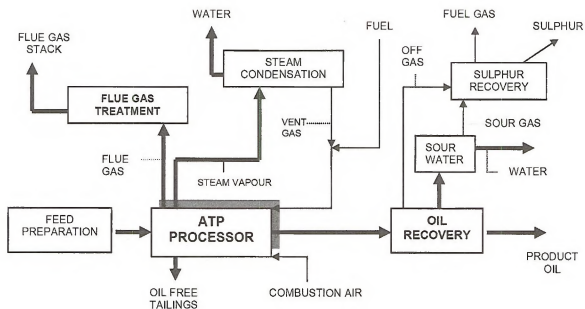 WATER
FUEL
FUEL GAS
SULPHUR
FLUE GAS
STACK
STEAM
CONDENSATION
OFF
GAS
SULPHUR
RECOVERY
FLUE GAS
TREATMENT
VENT
GAS
SOUR GAS
SOUR
WATER
FLUE
GAS
STEAM VAPOUR
WATER
FEED
PREPARATION
ATP
PROCESSOR
OIL
RECOVERY
PRODUCT
OIL
OIL FREE
TAILINGS
COMBUSTION AIR